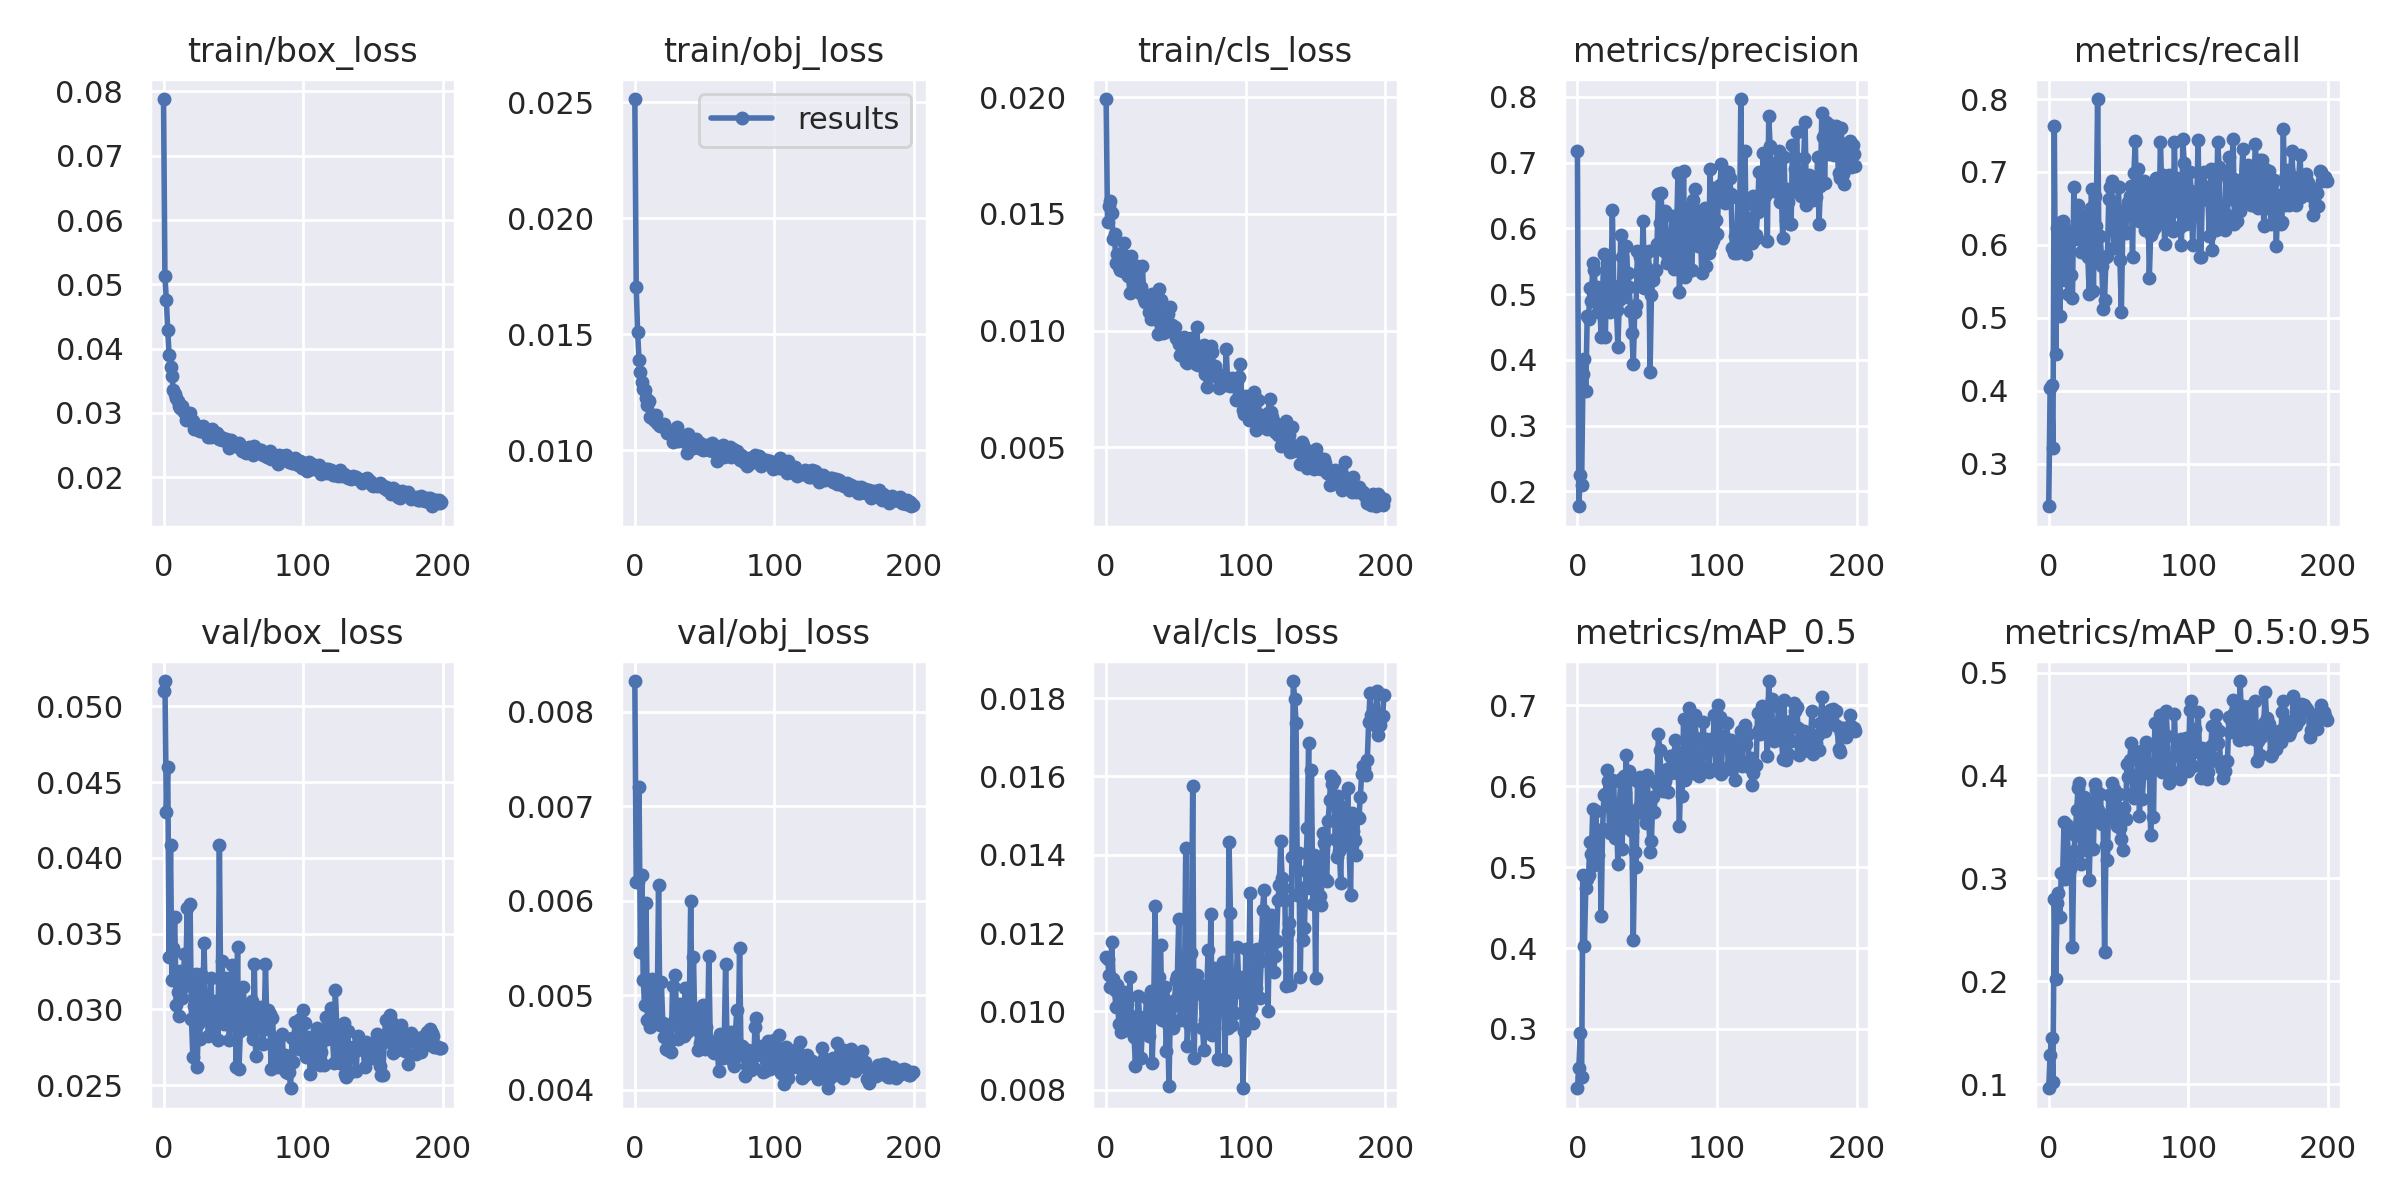 train/box_loss
0.08
0.07
0.06
0.05
0.04
0.03
0.02
0 100 200
train/obj_loss
results
0.025
0.020
0.015
0.010
0 100 200
train/cls_loss
0.020
0.015
0.010
0.005
0 100 200
metrics/precision
0.8
0.7
0.6
0.5
0.4
0.3
0.2
0 100 200
metrics/recall
0.8
0.7
0.6
0.5
0.4
0.3
0 100 200
val/box_loss
0.050
0.045
0.040
0.035
0.030
0.025
0 100 200
val/obj_loss
0.008
0.007
0.006
0.005
0.004
0 100 200
val/cls_loss
0.018
0.016
0.014
0.012
0.010
0.008
0 100 200
metrics/mAP_0.5
0.7
0.6
0.5
0.4
0.3
0 100 200
metrics/mAP_0.5:0.95
0.5
0.4
0.3
0.2
0.1
0 100 200